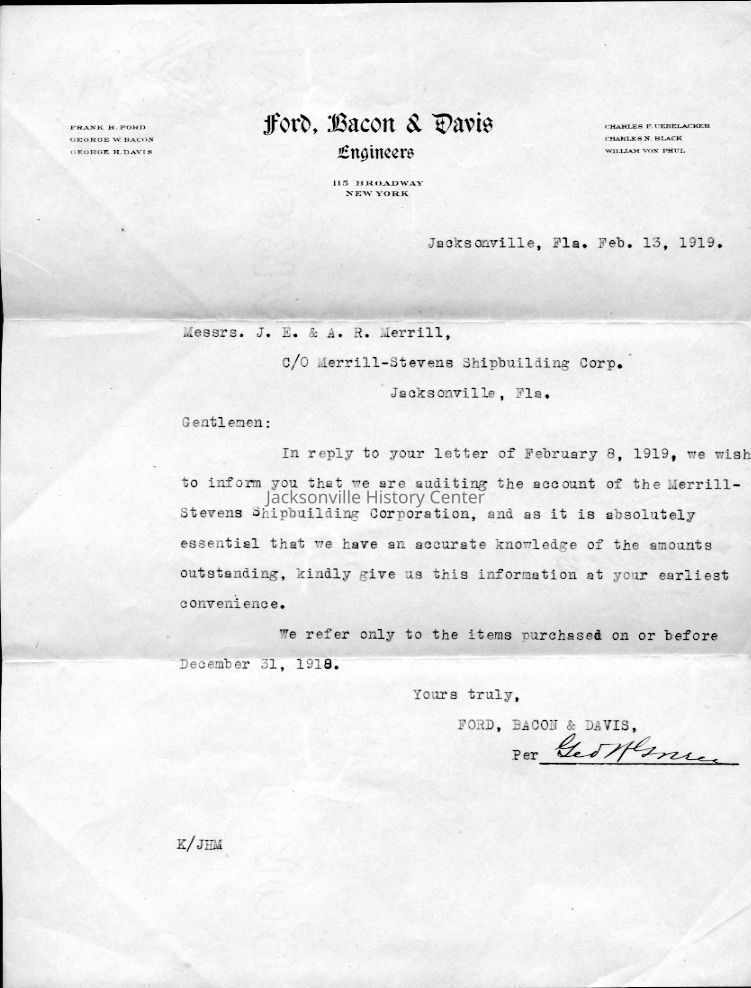 Ford, Bacon & Davis
Engineers
115 BROADWAY
NEW YORK
FRANK R. FORD
GEORGE W. BACON
GEORGE H. DAVIS
CHARLES F. UEBELACKER
CHARLES N. BLACK
WILLIAM VON PHUL
Jacksonville, Fla. Feb. 13, 1919.
Messrs. J. E. & A. R. Merrill,
C/O Merrill-Stevens Shipbuilding Corp.
Jacksonville, Fla.
Gentlemen:
In reply to your letter of February 8, 1919, we wish
to inform you that we are auditing the account of the Merrill-
Jacksonville History Center
Stevens Shipbuilding Corporation, and as it is absolutely
essential that we have an accurate knowledge of the amounts
outstanding, kindly give us this information at your earliest
convenience.
We refer only to the items purchased on or before
December 31, 1918.
Yours truly,
FORD, BACON & DAVIS,
Per Geo
K/JHM